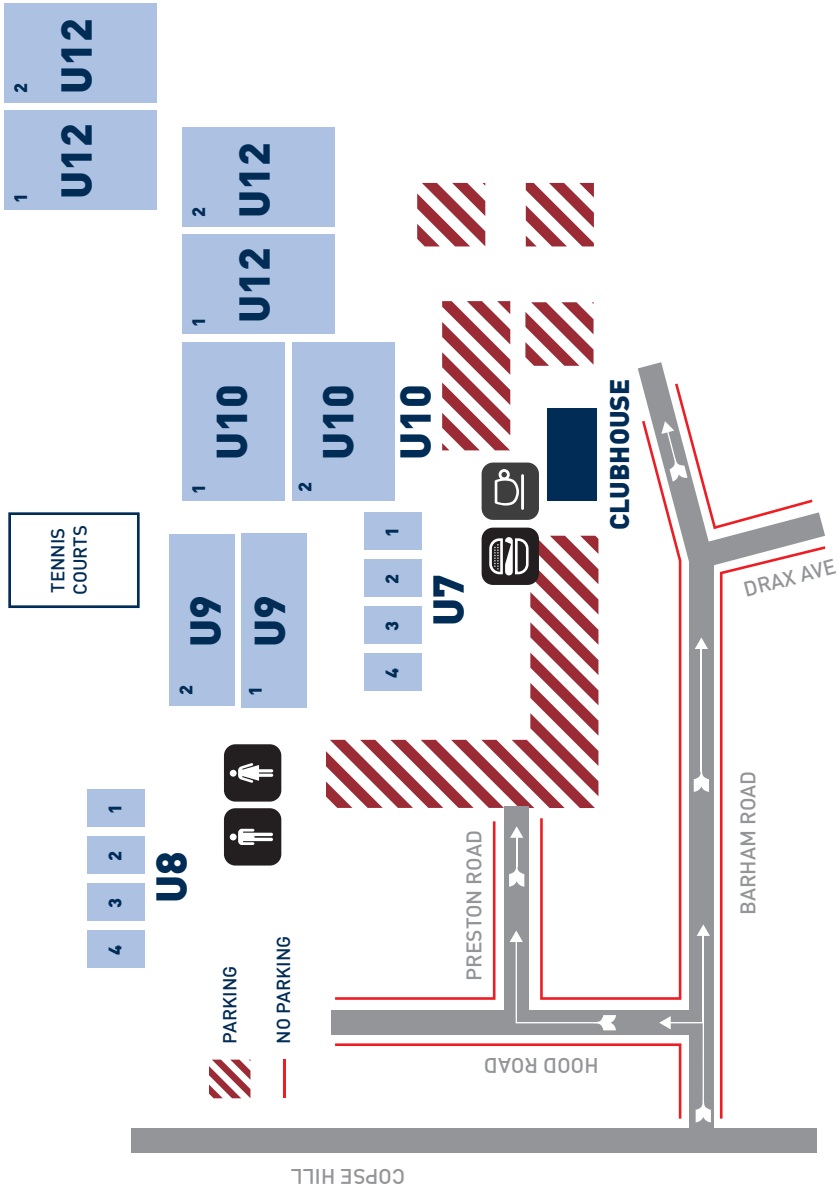 2
U12
1
U12
2
U12
1
U12
1
U10
2
U10
U10
TENNIS
COURTS
2
U9
1
U9
1
2
3
4
U7
CLUBHOUSE
1
2
3
4
U8
PARKING
NO PARKING
PRESTON ROAD
HOOD ROAD
BARHAM ROAD
DRAX AVE
COPSE HILL